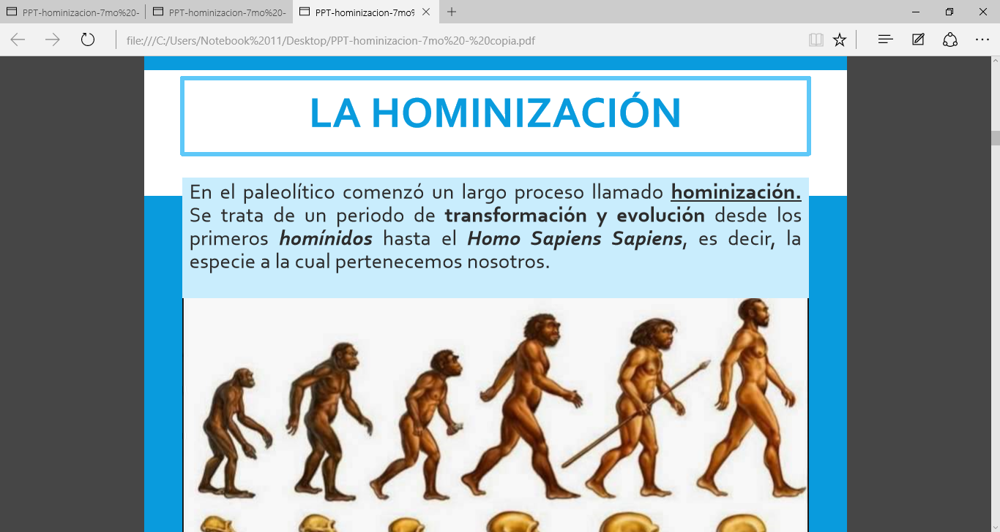 PPT-hominizacion-7mo%20-
PPT-hominizacion-7mo%20-
PPT-hominizacion-7mo%
file:///C:/Users/Notebook%2011/Desktop/PPT-hominizacion-7mo%20-%20copia.pdf
LA HOMINIZACIÓN
En el paleolítico comenzó un largo proceso llamado hominización.
Se trata de un periodo de transformación y evolución desde los
primeros homínidos hasta el Homo Sapiens Sapiens, es decir, la
especie a la cual pertenecemos nosotros.